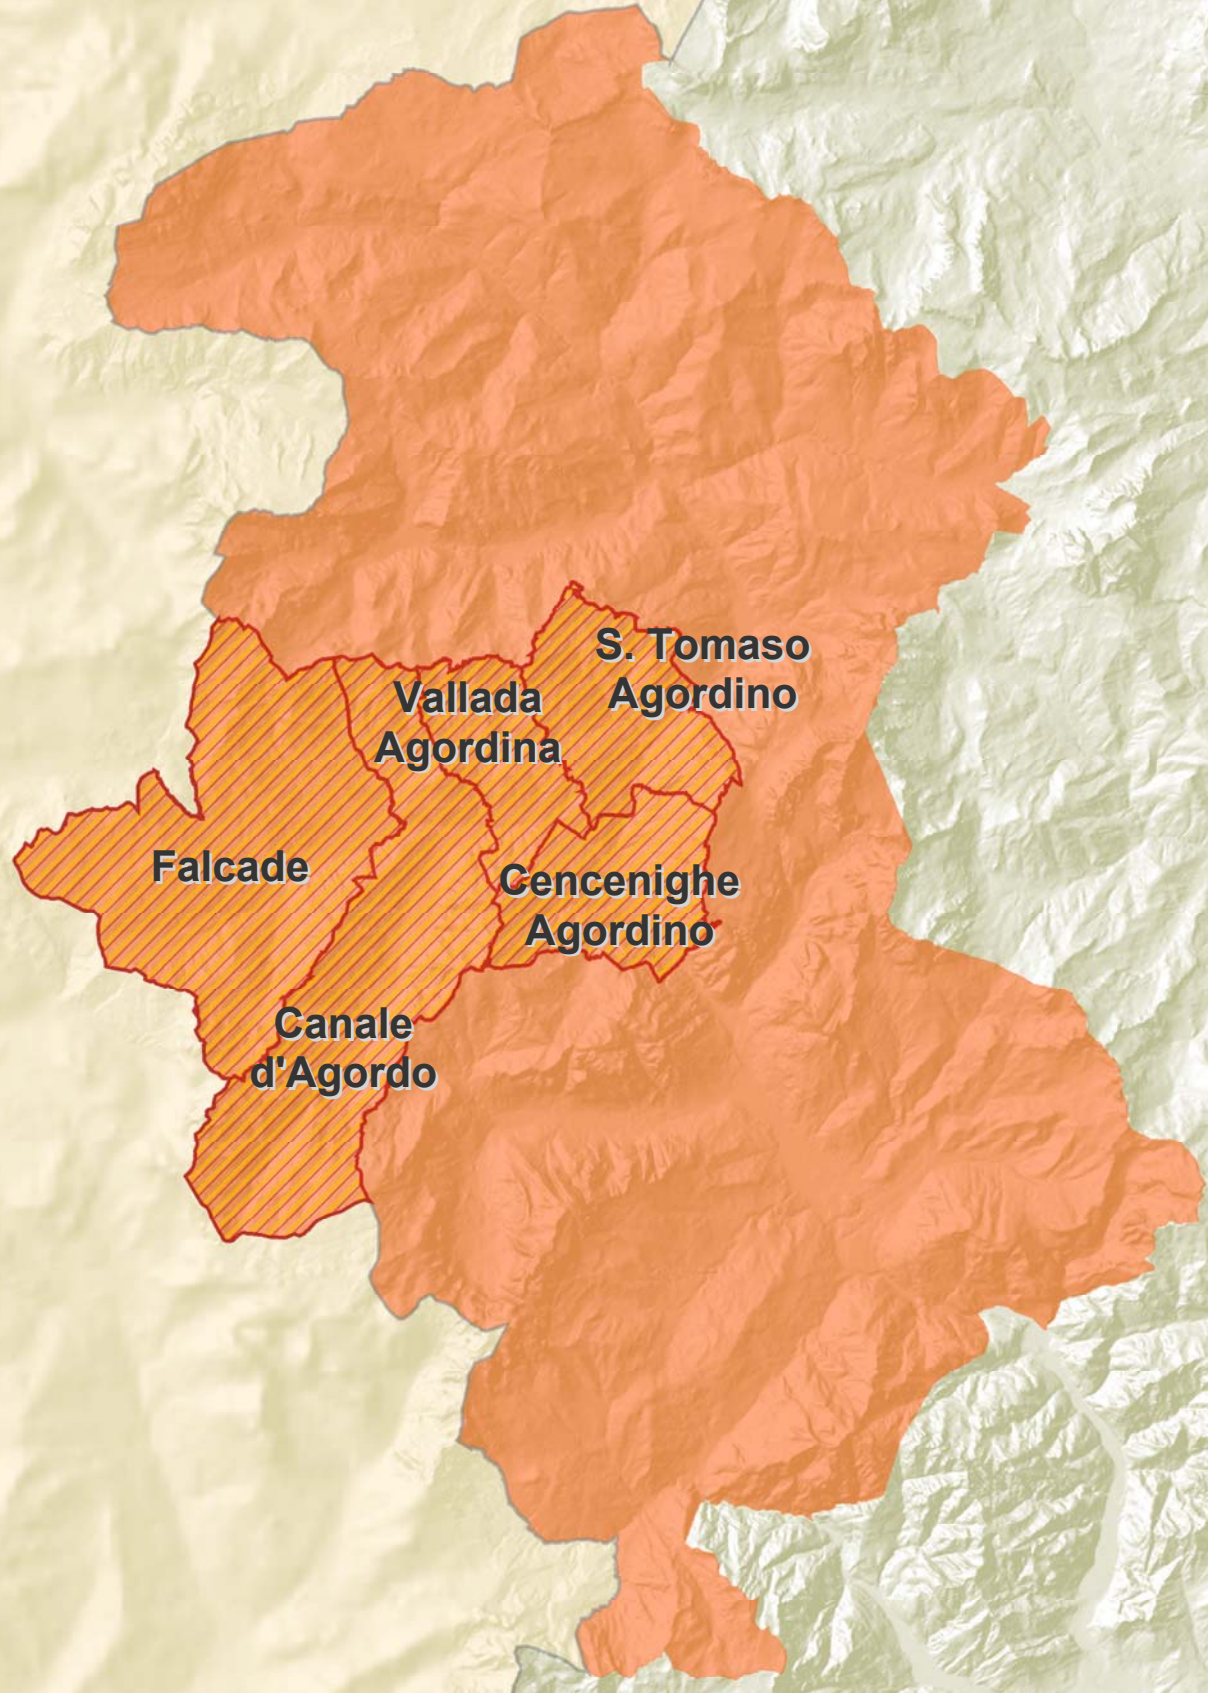 S. Tomaso
Agordino
Vallada
Agordina
Falcade
Cencenighe
Agordino
Canale
d'Agordo